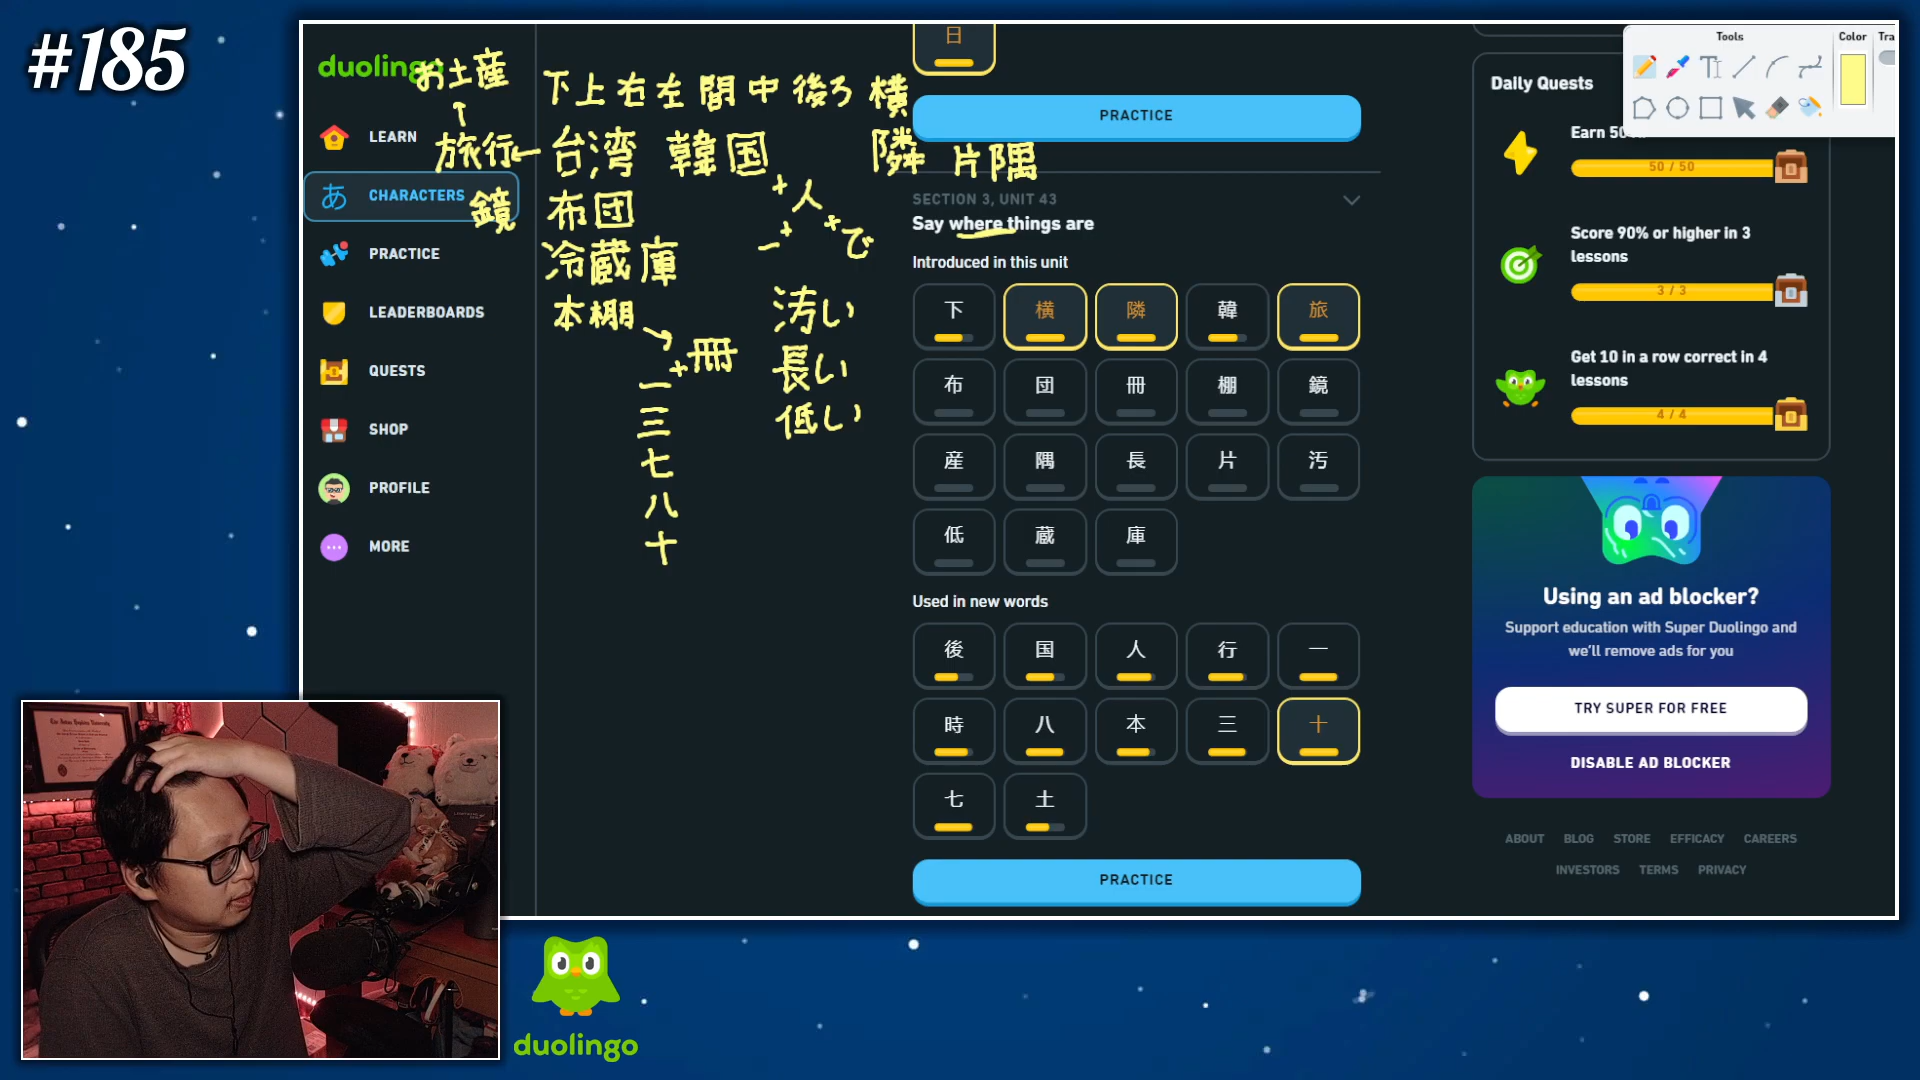 #185
duolingo
お土産
↑
旅行←台湾 韓国
下上右左間中後ろ横
隣 片隅
鏡 布団
冷蔵庫
本棚
+冊
一
三
七
八
十
+人
一+
+で
汚い
長い
低い
LEARN
あ CHARACTERS
PRACTICE
LEADERBOARDS
QUESTS
SHOP
PROFILE
MORE
日
PRACTICE
SECTION 3, UNIT 43
Say where things are
Introduced in this unit
下 横 隣 韓 旅
布 団 冊 棚 鏡
産 隅 長 片 汚
低 蔵 庫
Used in new words
後 国 人 行 一
時 八 本 三 十
七 土
PRACTICE
Tools
Color
Daily Quests
Earn 50
50 / 50
Score 90% or higher in 3
lessons
3 / 3
Get 10 in a row correct in 4
lessons
4 / 4
Using an ad blocker?
Support education with Super Duolingo and
we'll remove ads for you
TRY SUPER FOR FREE
DISABLE AD BLOCKER
ABOUT BLOG STORE EFFICACY CAREERS
INVESTORS TERMS PRIVACY
duolingo